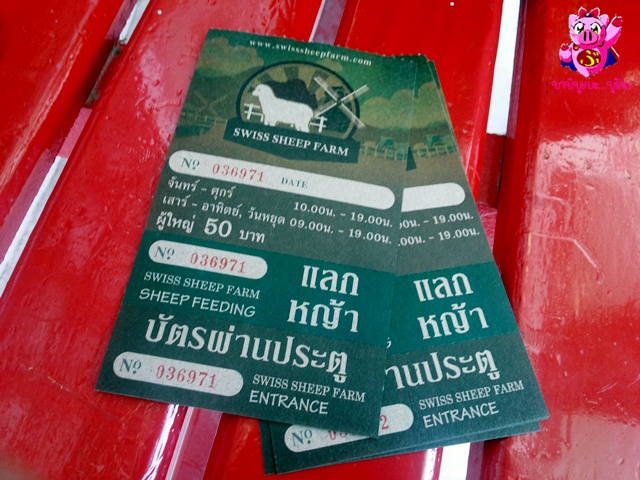 www.swisssheepfarm.com
SWISS SHEEP FARM
Nº 036971 DATE
จันทร์ - ศุกร์ 10.00น. - 19.00น.
เสาร์ - อาทิตย์, วันหยุด 09.00น. - 19.00น.
ผู้ใหญ่ 50 บาท
Nº 036971
SWISS SHEEP FARM
SHEEP FEEDING
แลก
หญ้า
บัตรผ่านประตู
Nº 036971
SWISS SHEEP FARM
ENTRANCE
00น. - 19.00น.
00น. - 19.00น.
แลก
หญ้า
านประตู
SWISS SHEEP FARM
ENTRANCE
Nº